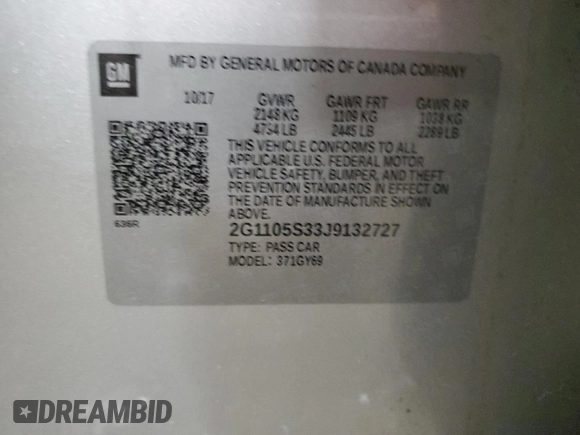 GM
MFD BY GENERAL MOTORS OF CANADA COMPANY
10/17 GVWR GAWR FRT GAWR RR
2148 KG 1109 KG 1038 KG
4734 LB 2445 LB 2289 LB
THIS VEHICLE CONFORMS TO ALL
APPLICABLE U.S. FEDERAL MOTOR
VEHICLE SAFETY, BUMPER, AND THEFT
PREVENTION STANDARDS IN EFFECT ON
THE DATE OF MANUFACTURE SHOWN
ABOVE.
636R
2G1105S33J9132727
TYPE: PASS CAR
MODEL: 371GY69
DREAMBID